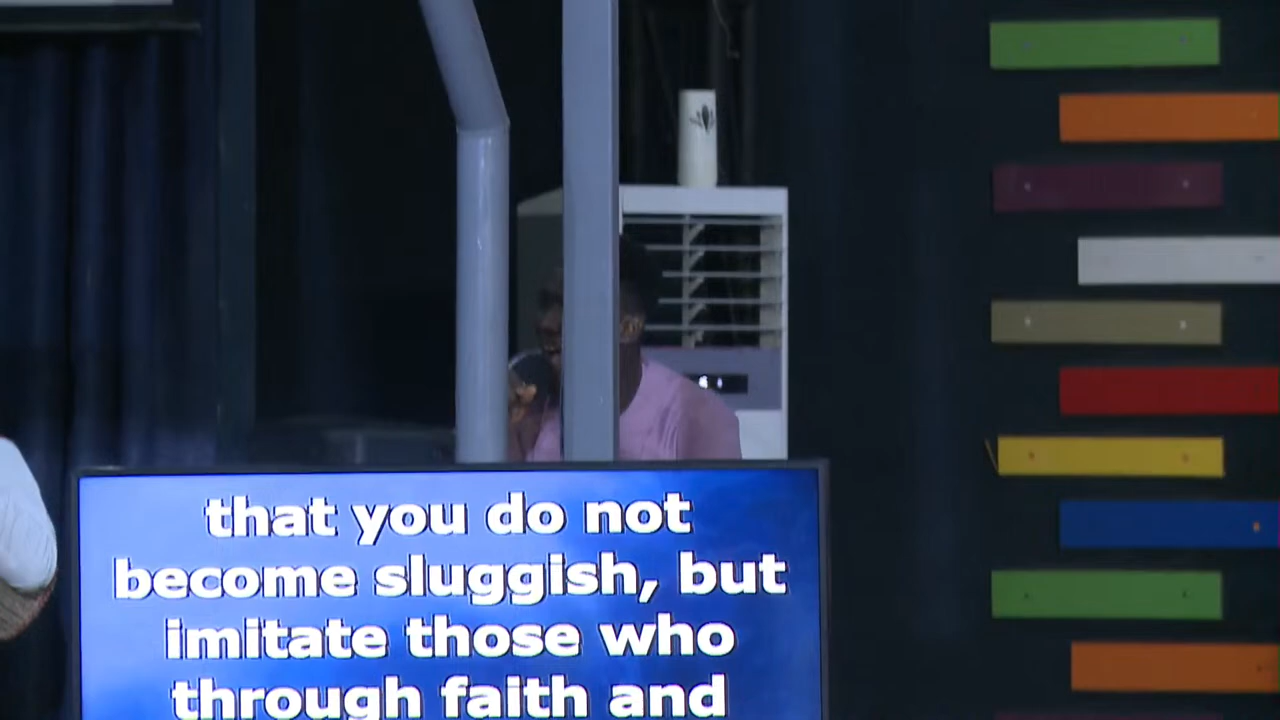 that you do not
become sluggish, but
imitate those who
through faith and